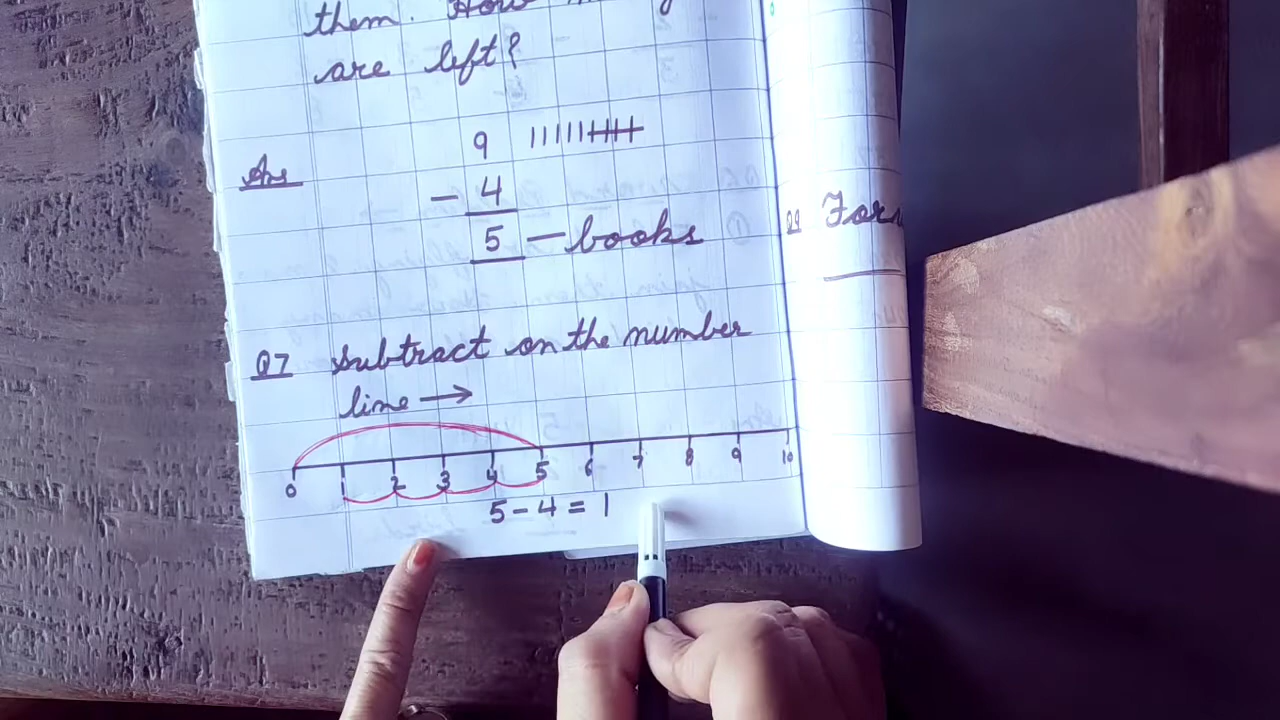 them. How
are left?
9
Ans
- 4
5 - books
Q7 Subtract on the number
line →
0 1 2 3 4 5 6 7 8 9 10
5 - 4 = 1